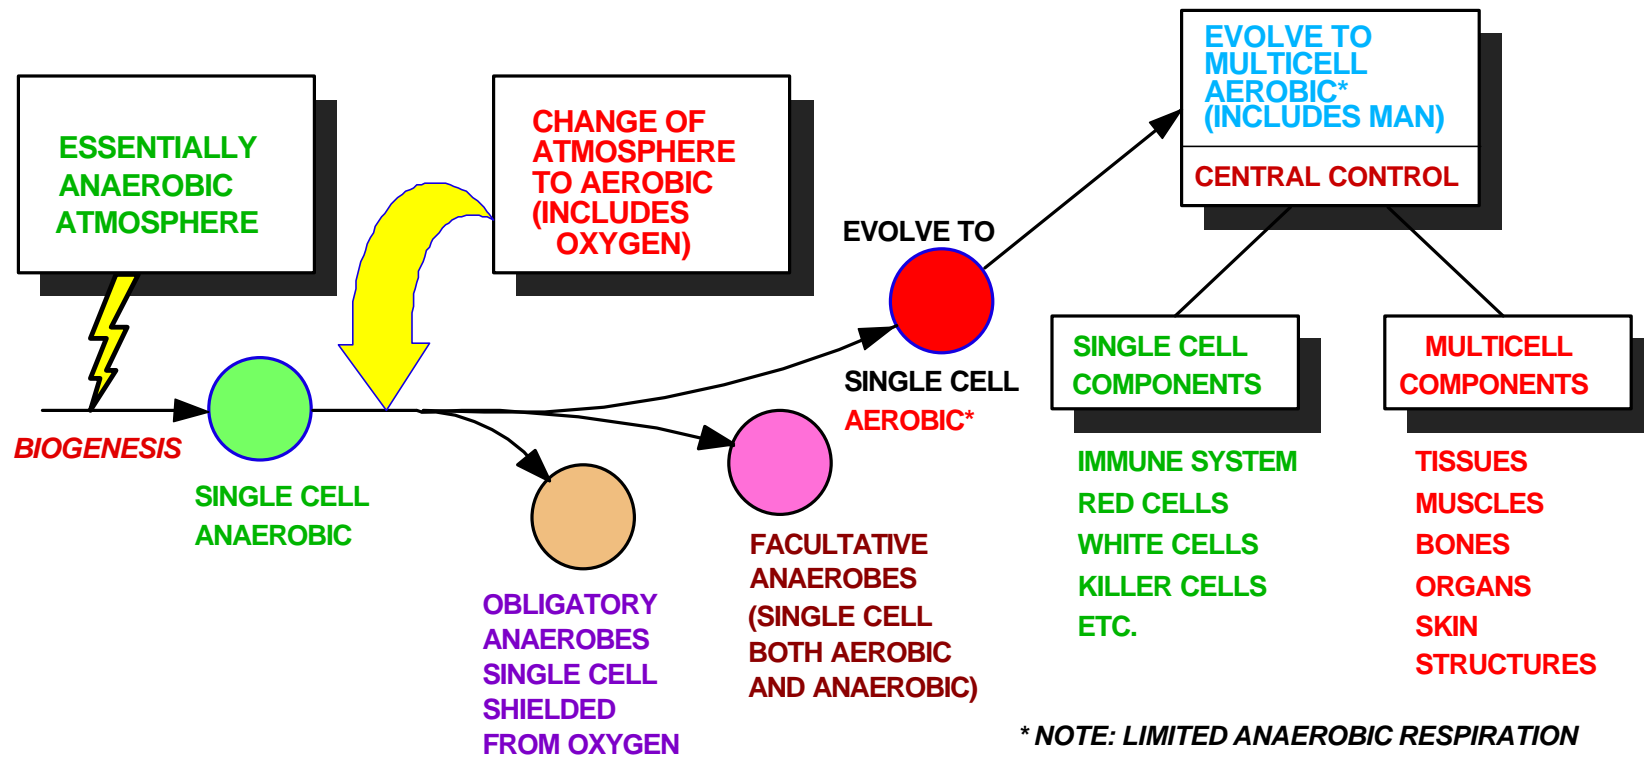 ESSENTIALLY
ANAEROBIC
ATMOSPHERE
CHANGE OF
ATMOSPHERE
TO AEROBIC
(INCLUDES
OXYGEN)
EVOLVE TO
MULTICELL
AEROBIC*
(INCLUDES MAN)
CENTRAL CONTROL
BIOGENESIS
SINGLE CELL
ANAEROBIC
OBLIGATORY
ANAEROBES
SINGLE CELL
SHIELDED
FROM OXYGEN
FACULTATIVE
ANAEROBES
(SINGLE CELL
BOTH AEROBIC
AND ANAEROBIC)
EVOLVE TO
SINGLE CELL
AEROBIC*
SINGLE CELL
COMPONENTS
IMMUNE SYSTEM
RED CELLS
WHITE CELLS
KILLER CELLS
ETC.
MULTICELL
COMPONENTS
TISSUES
MUSCLES
BONES
ORGANS
SKIN
STRUCTURES
* NOTE: LIMITED ANAEROBIC RESPIRATION